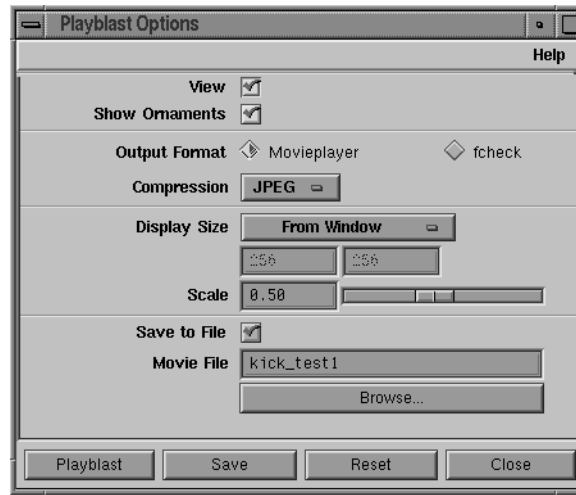 Playblast Options
Help
View
Show Ornaments
Output Format Movieplayer fcheck
Compression JPEG
Display Size From Window
256 256
Scale 0.50
Save to File
Movie File kick_test1
Browse...
Playblast Save Reset Close